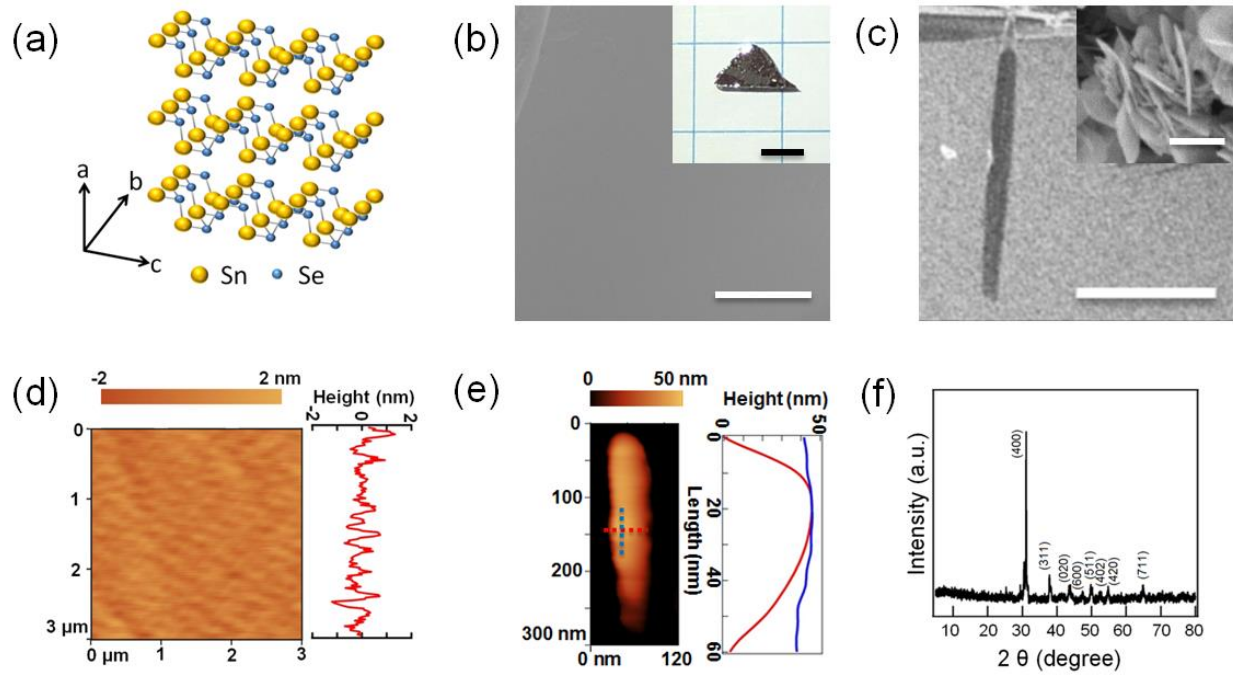 (a)
a
b
c
Sn
Se
(b)
(c)
(d)
-2 2 nm
0
1
2
3 µm
0 µm 1 2 3
Height (nm)
-2 0 2
(e)
0 50 nm
0
100
200
300 nm
0 nm 120
Height (nm)
0 50
0
20
40
60
Length (nm)
(f)
Intensity (a.u.)
(400)
(311)
(020)
(600)
(511)
(402)
(420)
(711)
10 20 30 40 50 60 70 80
2 θ (degree)